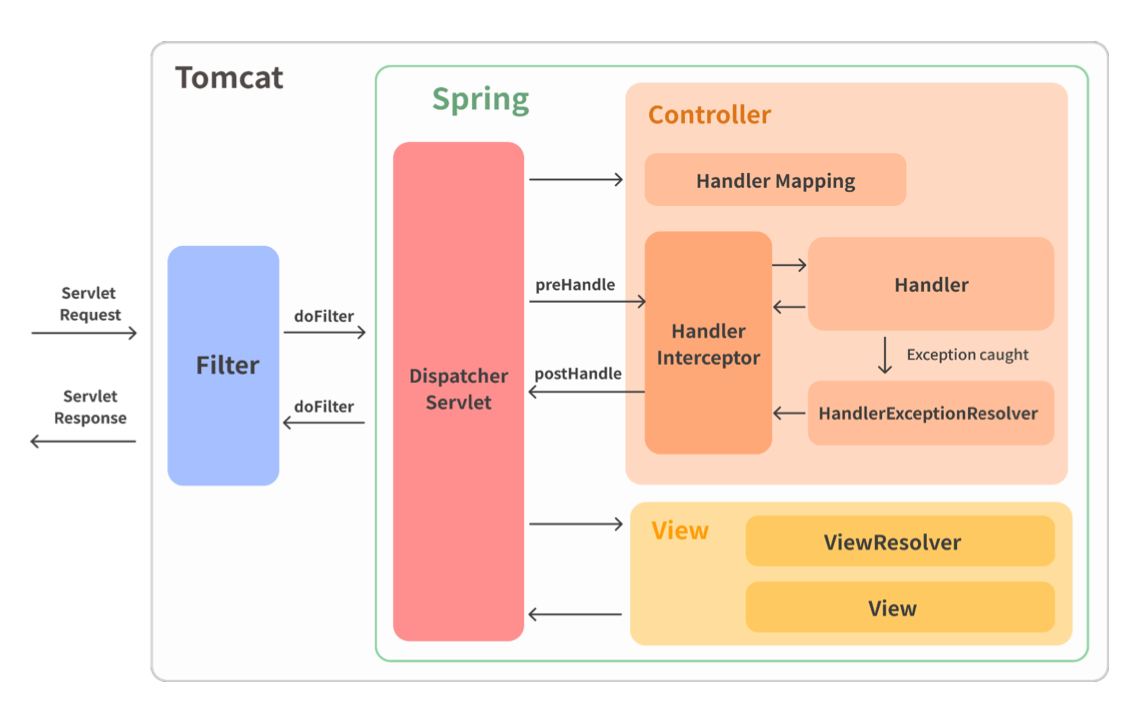 Tomcat
Spring
Controller
Handler Mapping
Servlet
Request
doFilter
Filter
Servlet
Response
doFilter
Dispatcher
Servlet
preHandle
postHandle
Handler
Interceptor
Handler
Exception caught
HandlerExceptionResolver
View
ViewResolver
View